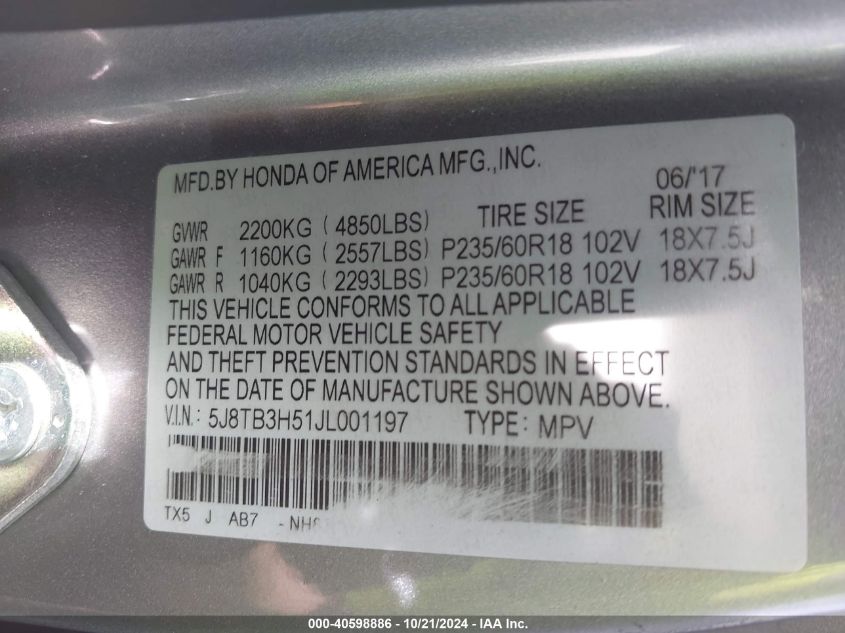 MFD.BY HONDA OF AMERICA MFG.,INC. 06/'17
GVWR 2200KG ( 4850LBS) TIRE SIZE RIM SIZE
GAWR F 1160KG ( 2557LBS) P235/60R18 102V 18X7.5J
GAWR R 1040KG ( 2293LBS) P235/60R18 102V 18X7.5J
THIS VEHICLE CONFORMS TO ALL APPLICABLE
FEDERAL MOTOR VEHICLE SAFETY
AND THEFT PREVENTION STANDARDS IN EFFECT
ON THE DATE OF MANUFACTURE SHOWN ABOVE.
V.I.N.: 5J8TB3H51JL001197 TYPE: MPV
TX5 J AB7
000-40598886 - 10/21/2024 - IAA Inc.